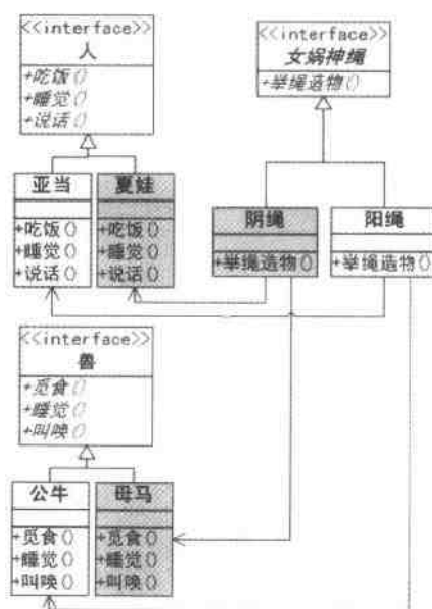 <<interface>>
人
+吃饭()
+睡觉()
+说话()
<<interface>>
女娲神绳
+举绳造物()
亚当
+吃饭()
+睡觉()
+说话()
夏娃
+吃饭()
+睡觉()
+说话()
阴绳
+举绳造物()
阳绳
+举绳造物()
<<interface>>
兽
+觅食()
+睡觉()
+叫唤()
公牛
+觅食()
+睡觉()
+叫唤()
母马
+觅食()
+睡觉()
+叫唤()